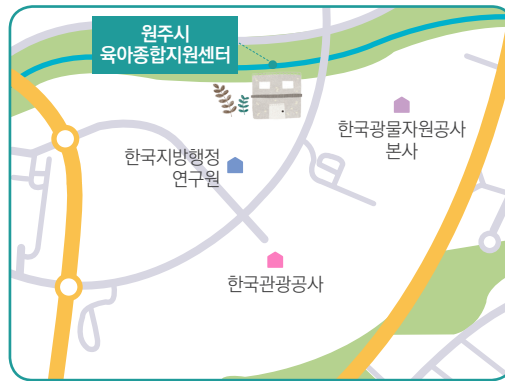 원주시
육아종합지원센터
한국광물자원공사
본사
한국지방행정
연구원
한국관광공사